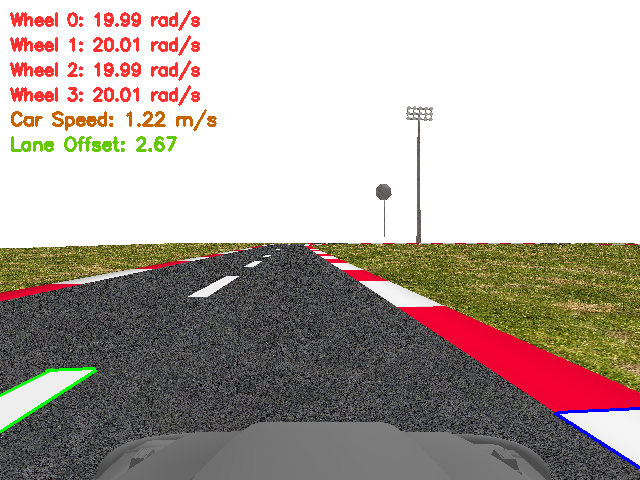 Wheel 0: 19.99 rad/s
Wheel 1: 20.01 rad/s
Wheel 2: 19.99 rad/s
Wheel 3: 20.01 rad/s
Car Speed: 1.22 m/s
Lane Offset: 2.67